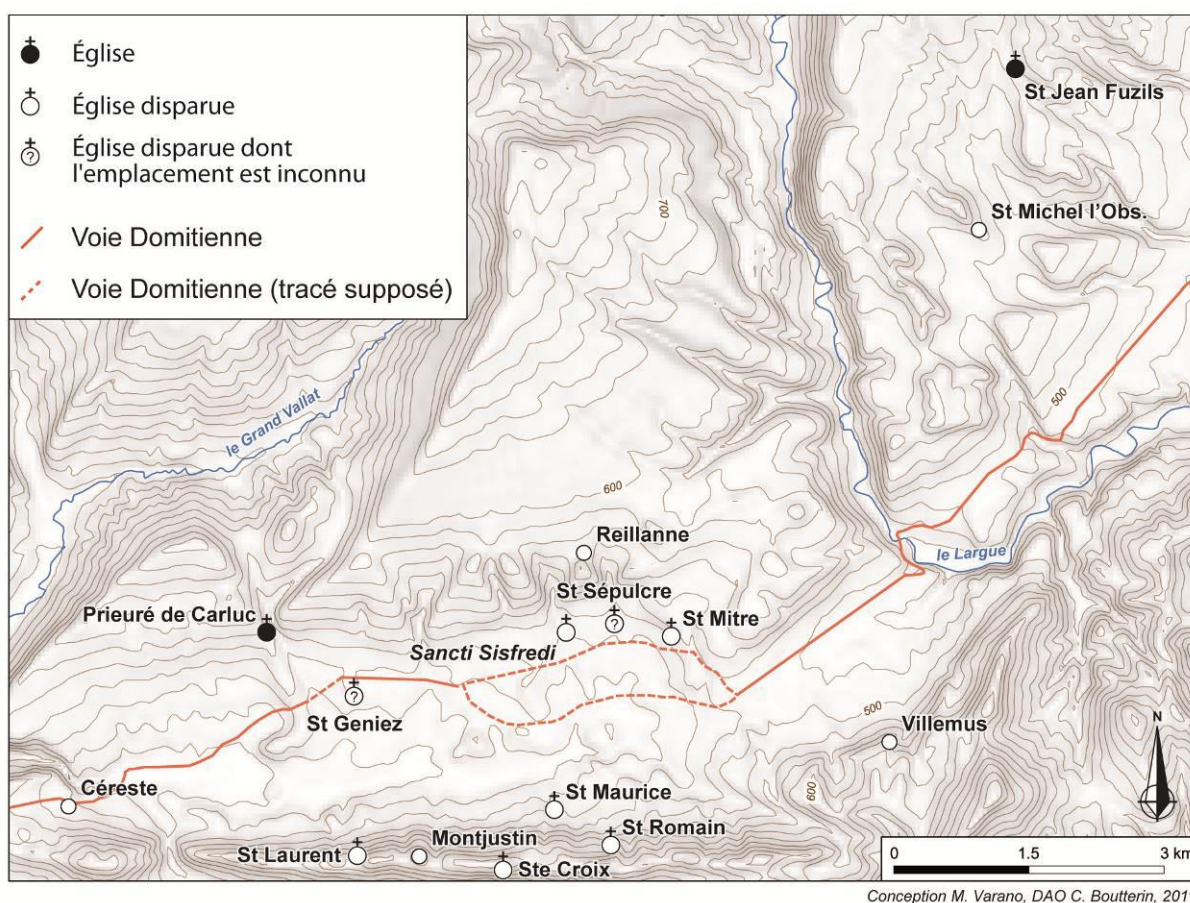 Église
Église disparue
Église disparue dont
l'emplacement est inconnu
Voie Domitienne
Voie Domitienne (tracé supposé)
St Jean Fuzils
700
St Michel l'Obs.
le Grand Vallat
500
600
Reillanne
le Largue
St Sépulcre
Prieuré de Carluc
St Mitre
Sancti Sisfredi
St Geniez
500
Villemus
N
Céreste
St Maurice
600
St Romain
Montjustin
St Laurent
Ste Croix
0 1.5 3 km
Conception M. Varano, DAO C. Boutterin, 201